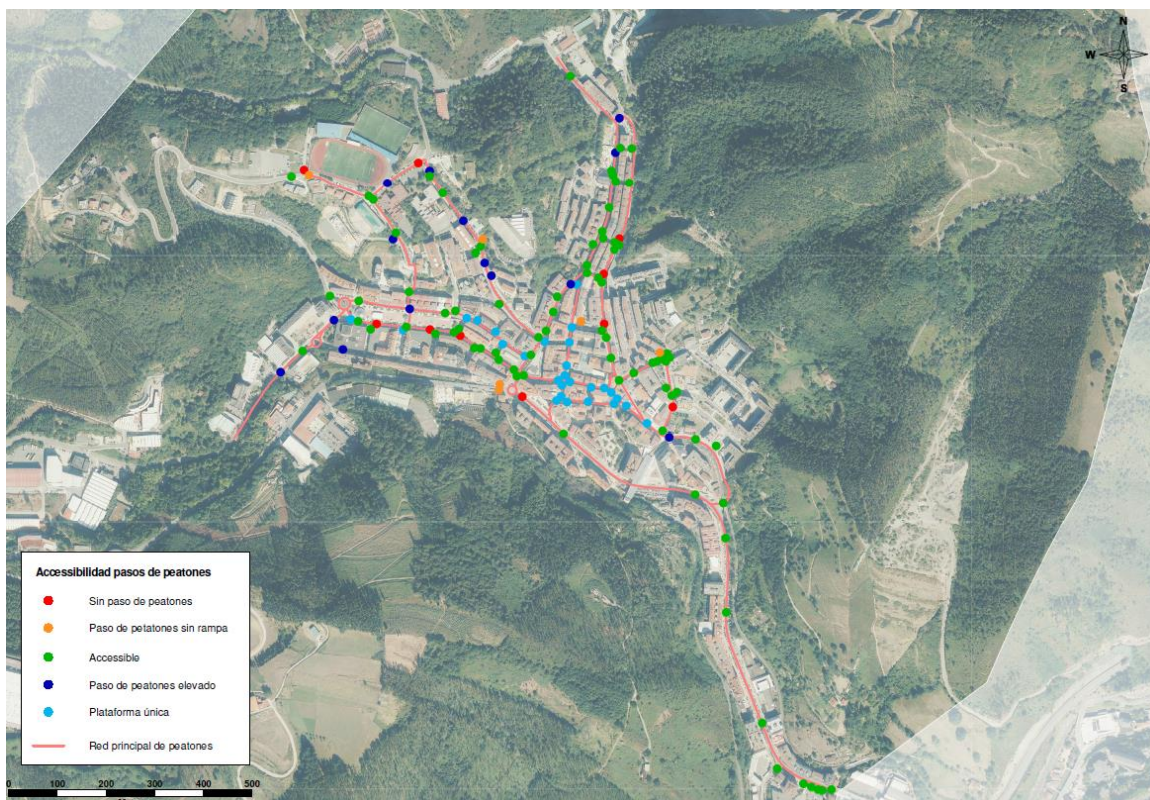 N
W
S
Accessibilidad pasos de peatones
Sin paso de peatones
Paso de petatones sin rampa
Accessible
Paso de peatones elevado
Plataforma única
Red principal de peatones
0 100 200 300 400 500